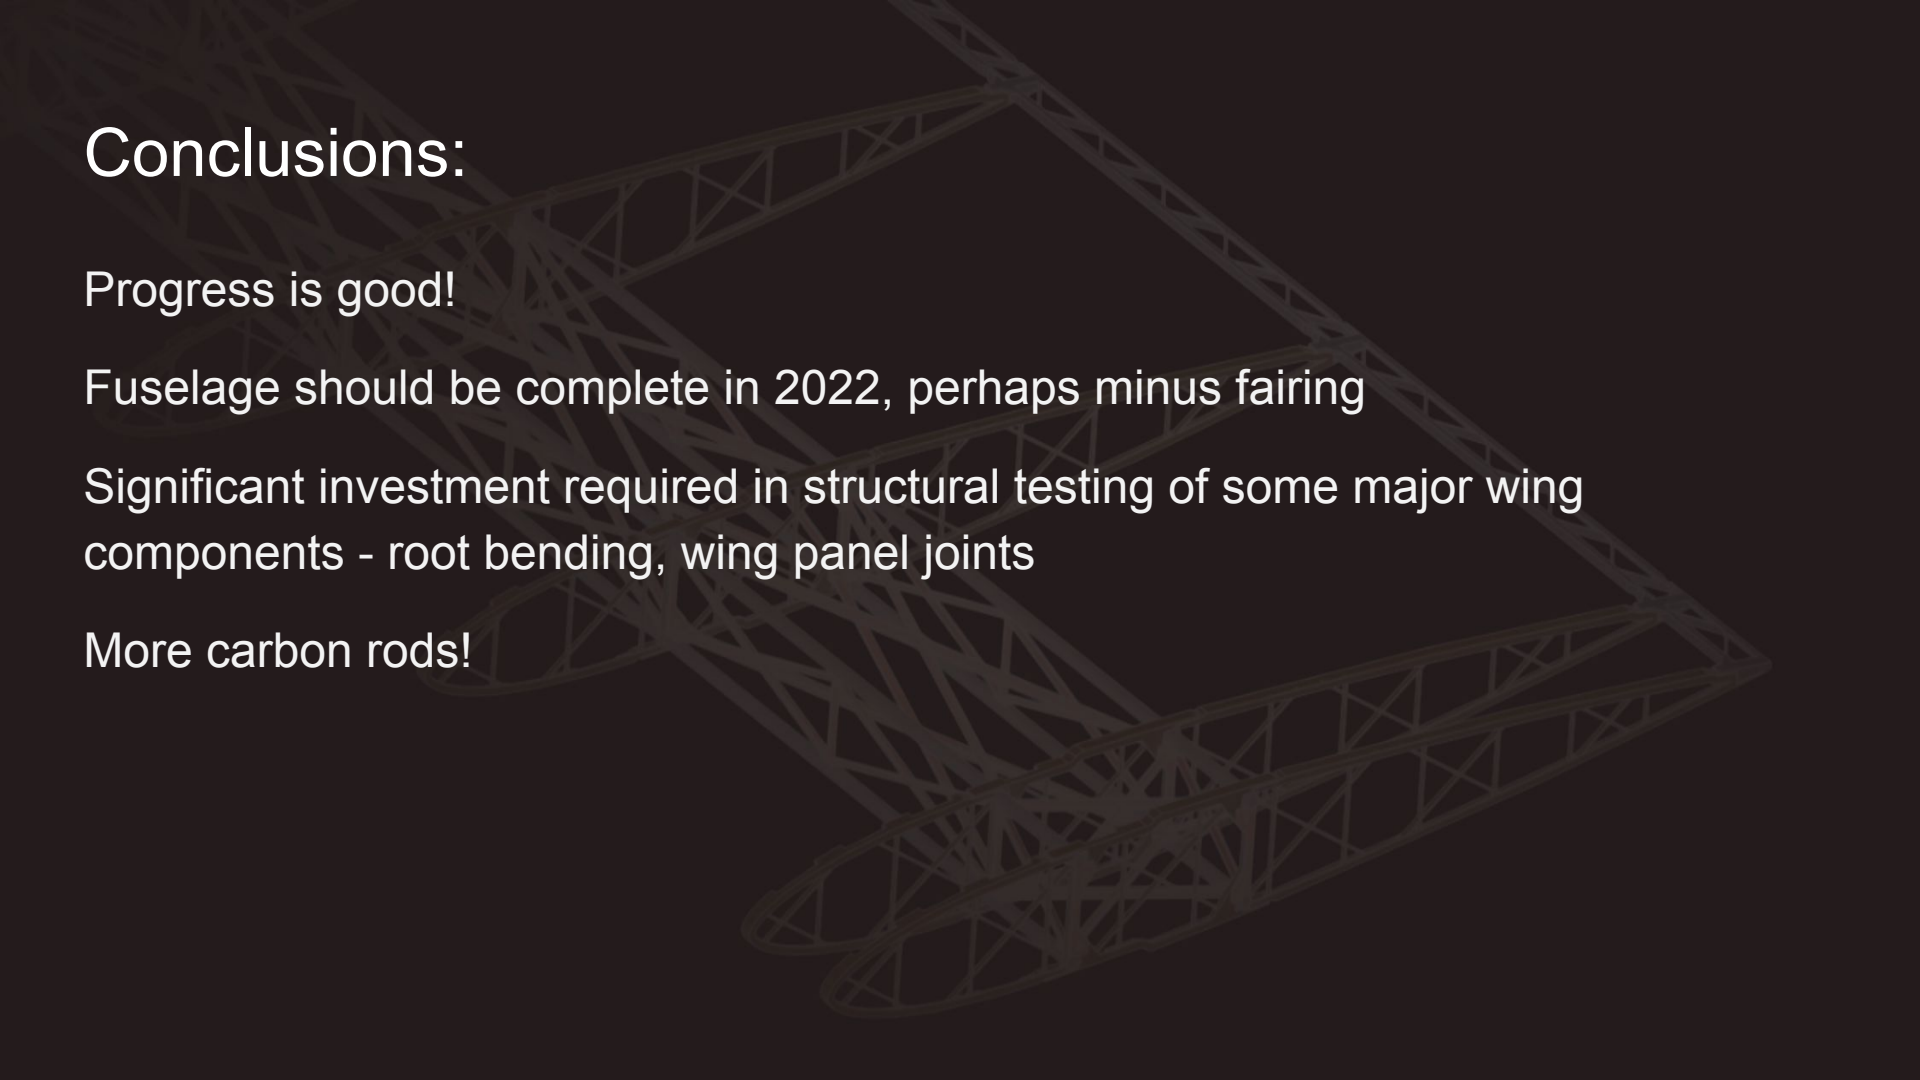 Conclusions:
Progress is good!
Fuselage should be complete in 2022, perhaps minus fairing
Significant investment required in structural testing of some major wing
components - root bending, wing panel joints
More carbon rods!